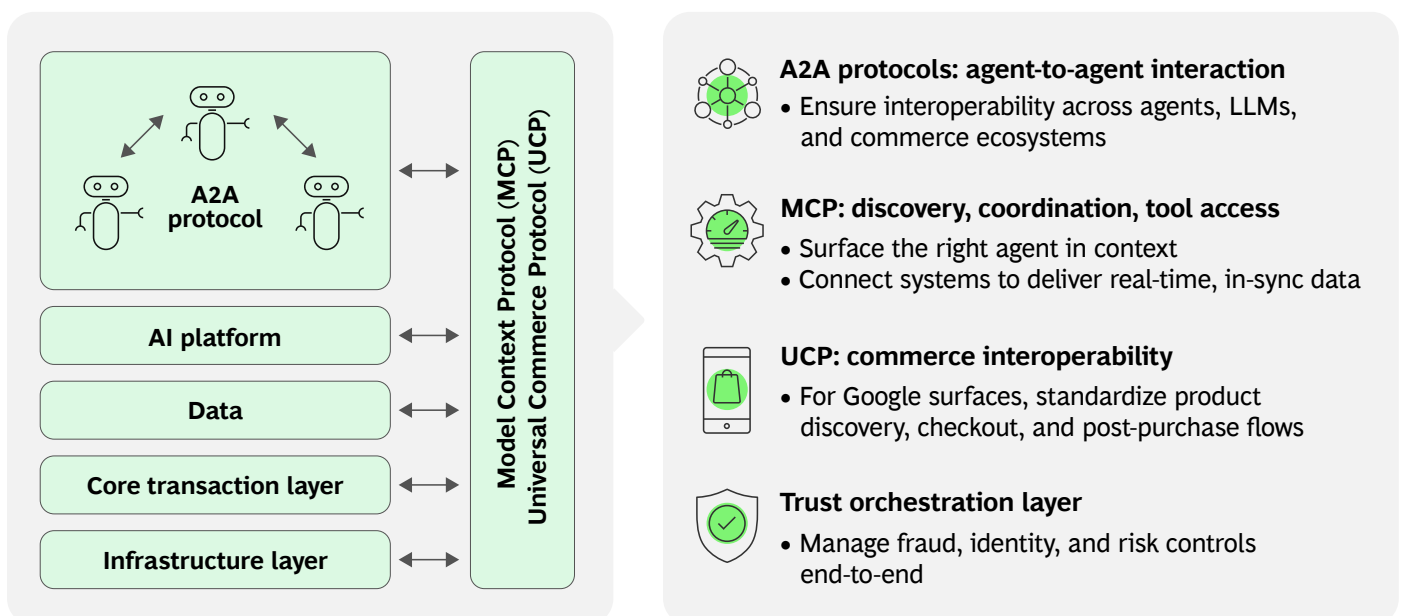 A2A
protocol
AI platform
Data
Core transaction layer
Infrastructure layer
Model Context Protocol (MCP)
Universal Commerce Protocol (UCP)
A2A protocols: agent-to-agent interaction
• Ensure interoperability across agents, LLMs,
and commerce ecosystems
MCP: discovery, coordination, tool access
• Surface the right agent in context
• Connect systems to deliver real-time, in-sync data
UCP: commerce interoperability
• For Google surfaces, standardize product
discovery, checkout, and post-purchase flows
Trust orchestration layer
• Manage fraud, identity, and risk controls
end-to-end